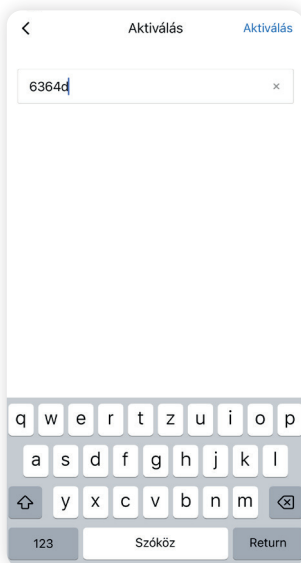 Aktiválás Aktiválás
6364d ×
q w e r t z u i o p
a s d f g h j k l
y x c v b n m
123 Szóköz Return